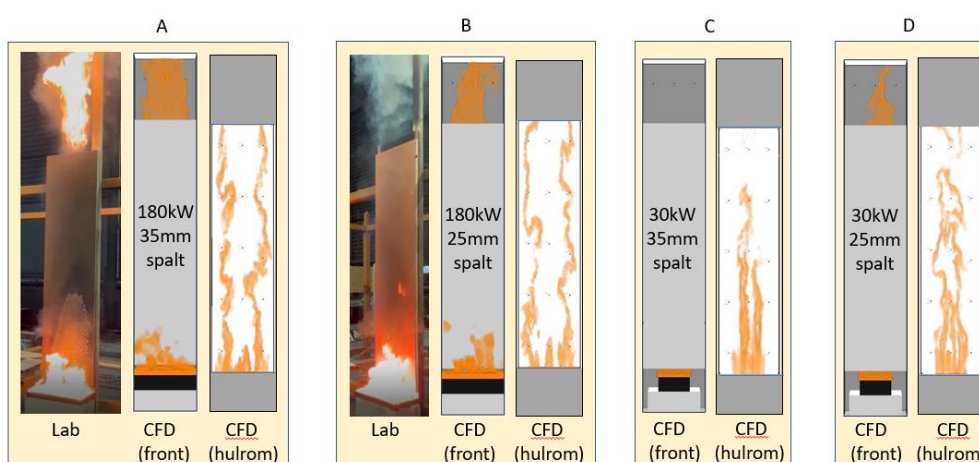 A
B
C
D
180kW
35mm
spalt
180kW
25mm
spalt
30kW
35mm
spalt
30kW
25mm
spalt
Lab
CFD
(front)
CFD
(hulrom)
Lab
CFD
(front)
CFD
(hulrom)
CFD
(front)
CFD
(hulrom)
CFD
(front)
CFD
(hulrom)